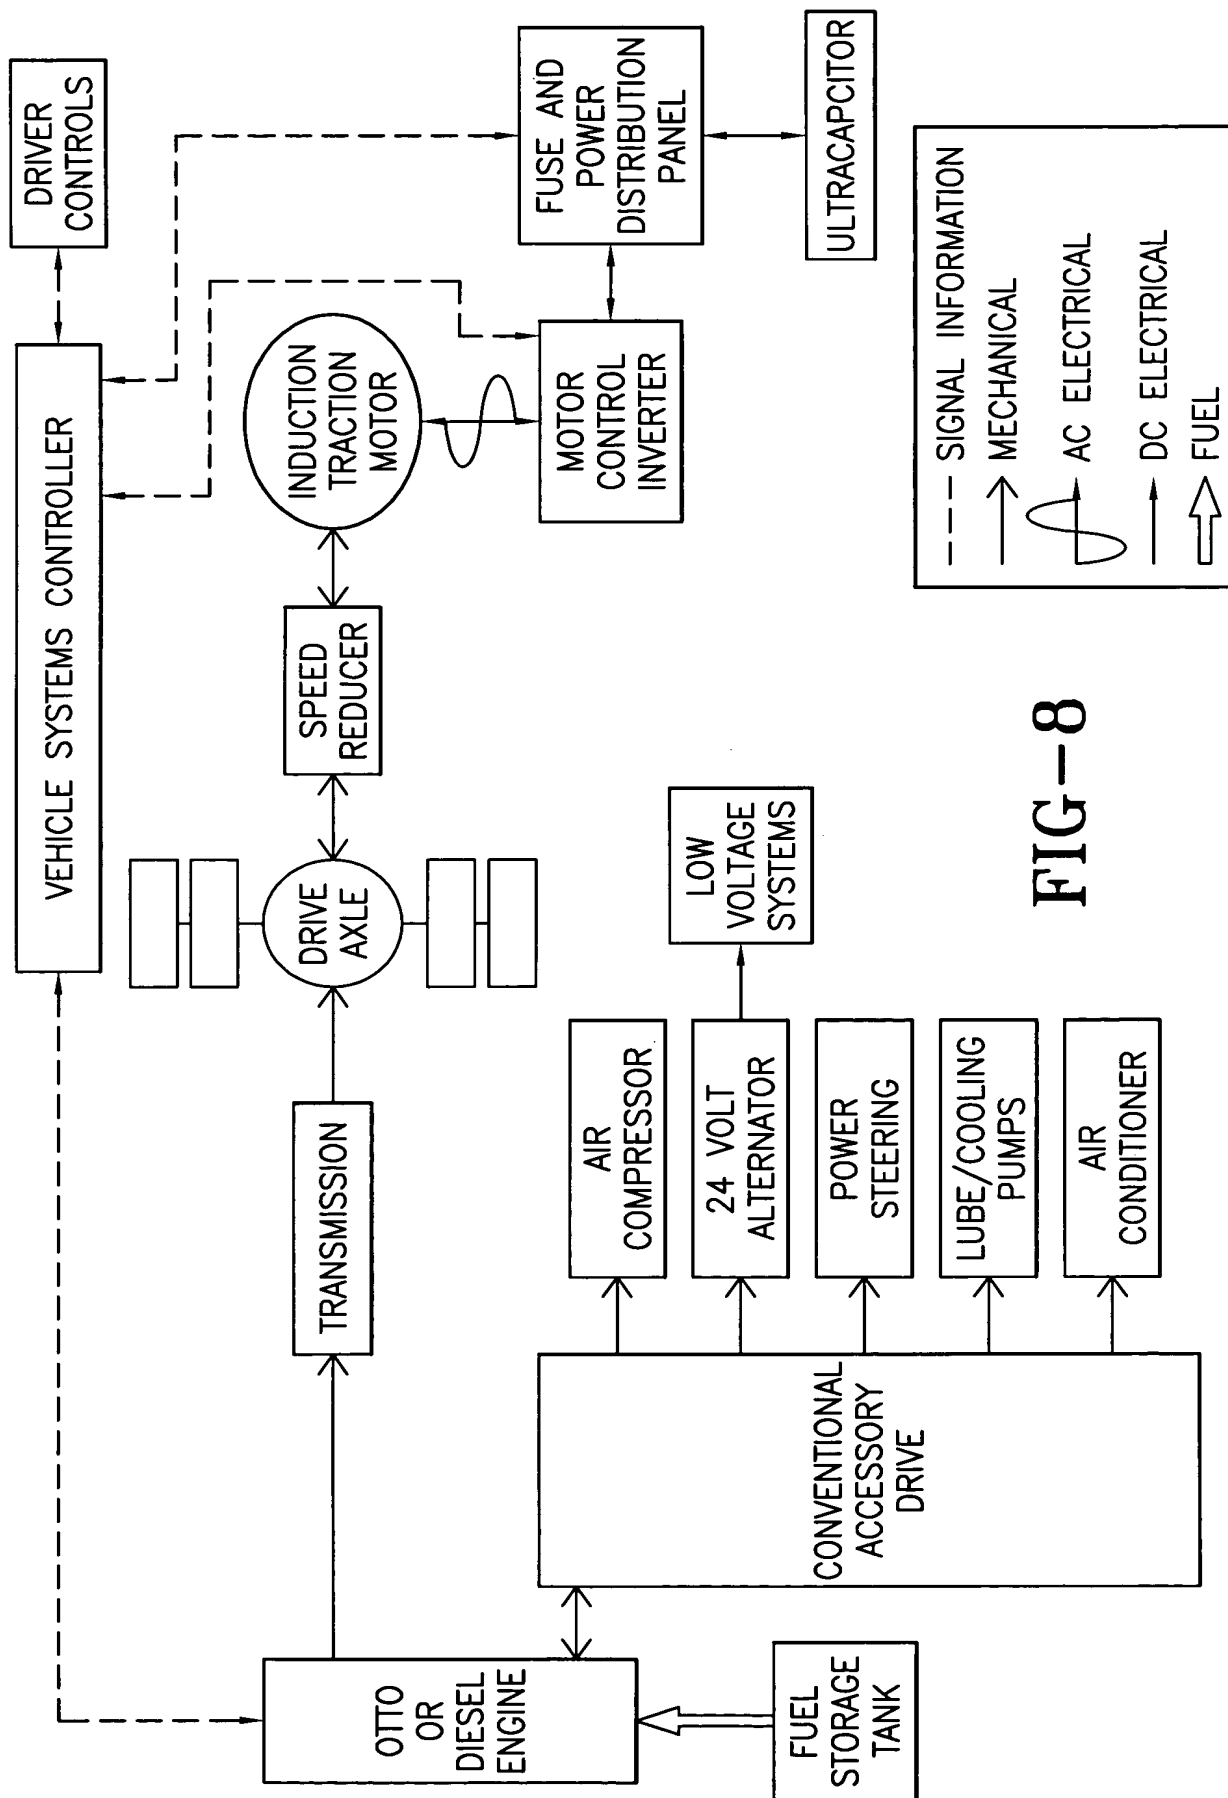 VEHICLE SYSTEMS CONTROLLER
DRIVER
CONTROLS
OTTO
OR
DIESEL
ENGINE
TRANSMISSION
DRIVE
AXLE
SPEED
REDUCER
INDUCTION
TRACTION
MOTOR
MOTOR
CONTROL
INVERTER
FUSE AND
POWER
DISTRIBUTION
PANEL
ULTRACAPCITOR
FUEL
STORAGE
TANK
CONVENTIONAL
ACCESSORY
DRIVE
AIR
COMPRESSOR
24 VOLT
ALTERNATOR
POWER
STEERING
LUBE/COOLING
PUMPS
AIR
CONDITIONER
LOW
VOLTAGE
SYSTEMS
SIGNAL INFORMATION
MECHANICAL
AC ELECTRICAL
DC ELECTRICAL
FUEL
FIG-8